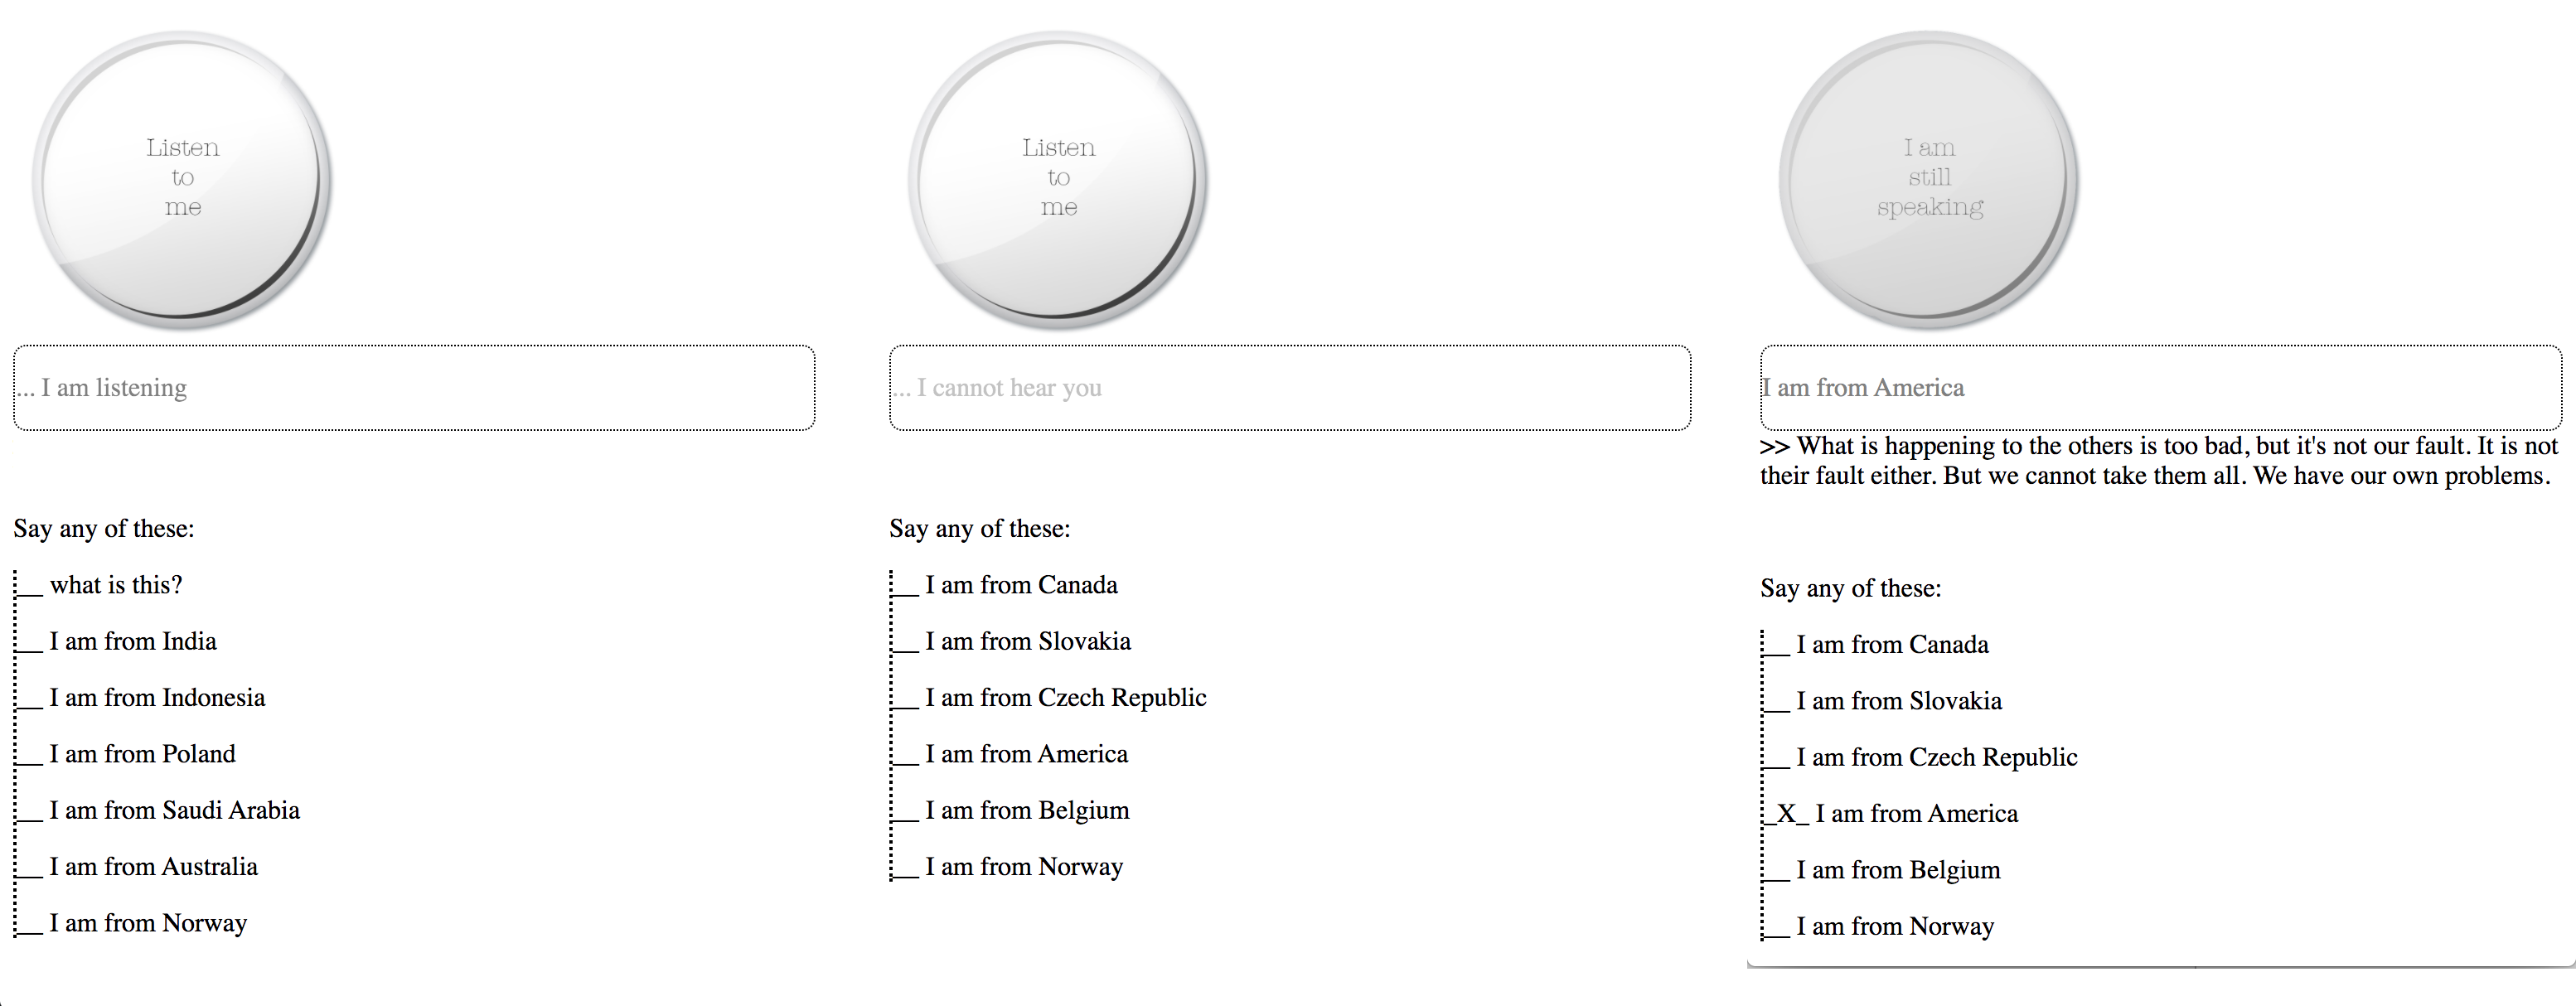 Listen
to
me
... I am listening
Say any of these:
__ what is this?
__ I am from India
__ I am from Indonesia
__ I am from Poland
__ I am from Saudi Arabia
__ I am from Australia
__ I am from Norway
Listen
to
me
... I cannot hear you
Say any of these:
__ I am from Canada
__ I am from Slovakia
__ I am from Czech Republic
__ I am from America
__ I am from Belgium
__ I am from Norway
I am
still
speaking
I am from America
>> What is happening to the others is too bad, but it's not our fault. It is not
their fault either. But we cannot take them all. We have our own problems.
Say any of these:
__ I am from Canada
__ I am from Slovakia
__ I am from Czech Republic
_X_ I am from America
__ I am from Belgium
__ I am from Norway